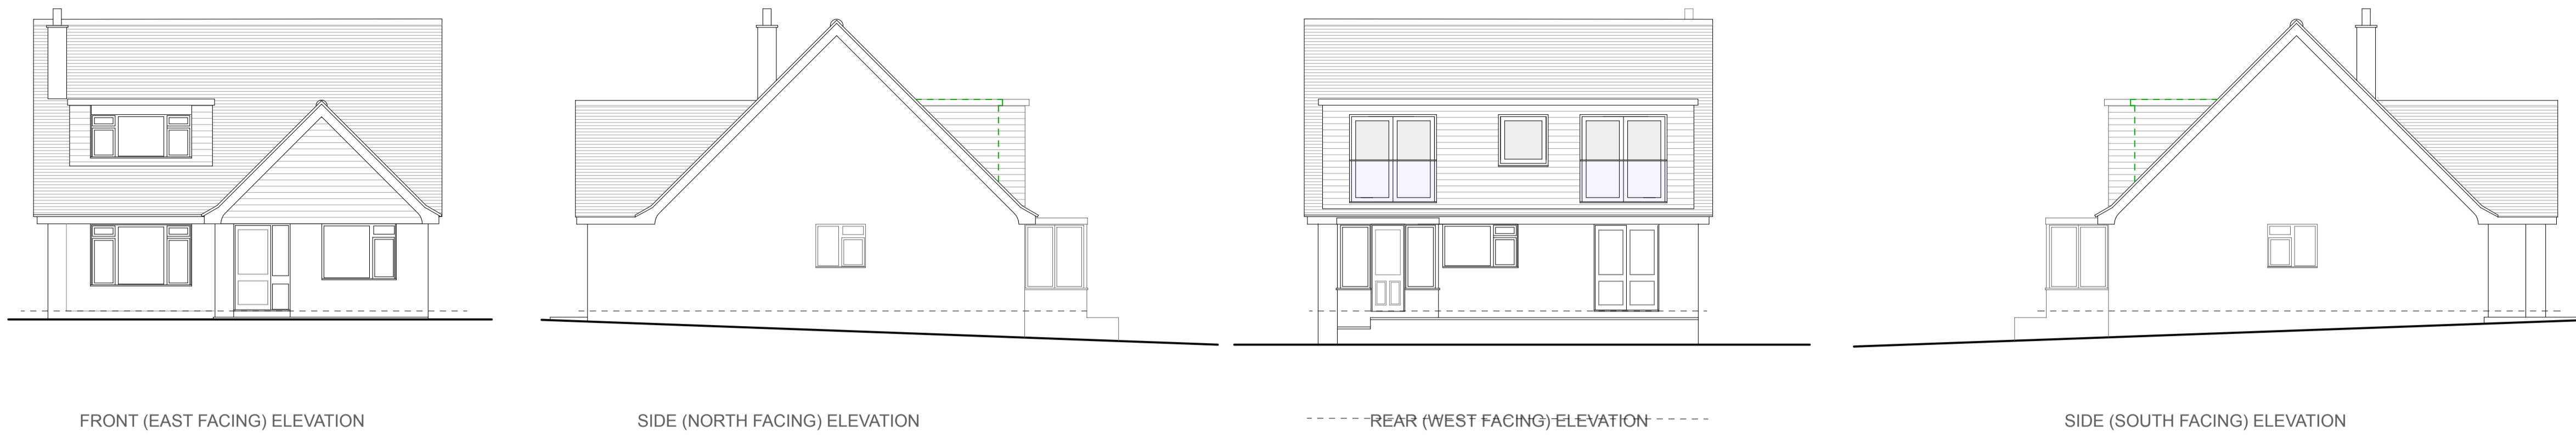 FRONT (EAST FACING) ELEVATION
SIDE (NORTH FACING) ELEVATION
REAR (WEST FACING) ELEVATION
SIDE (SOUTH FACING) ELEVATION